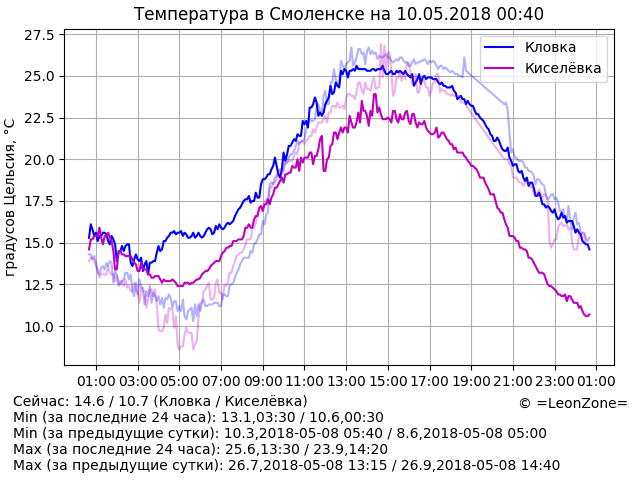 Температура в Смоленске на 10.05.2018 00:40
27.5
25.0
22.5
20.0
17.5
15.0
12.5
10.0
градусов Цельсия, °C
Кловка
Киселёвка
01:00 03:00 05:00 07:00 09:00 11:00 13:00 15:00 17:00 19:00 21:00 23:00 01:00
Сейчас: 14.6 / 10.7 (Кловка / Киселёвка)
© =LeonZone=
Min (за последние 24 часа): 13.1,03:30 / 10.6,00:30
Min (за предыдущие сутки): 10.3,2018-05-08 05:40 / 8.6,2018-05-08 05:00
Max (за последние 24 часа): 25.6,13:30 / 23.9,14:20
Max (за предыдущие сутки): 26.7,2018-05-08 13:15 / 26.9,2018-05-08 14:40